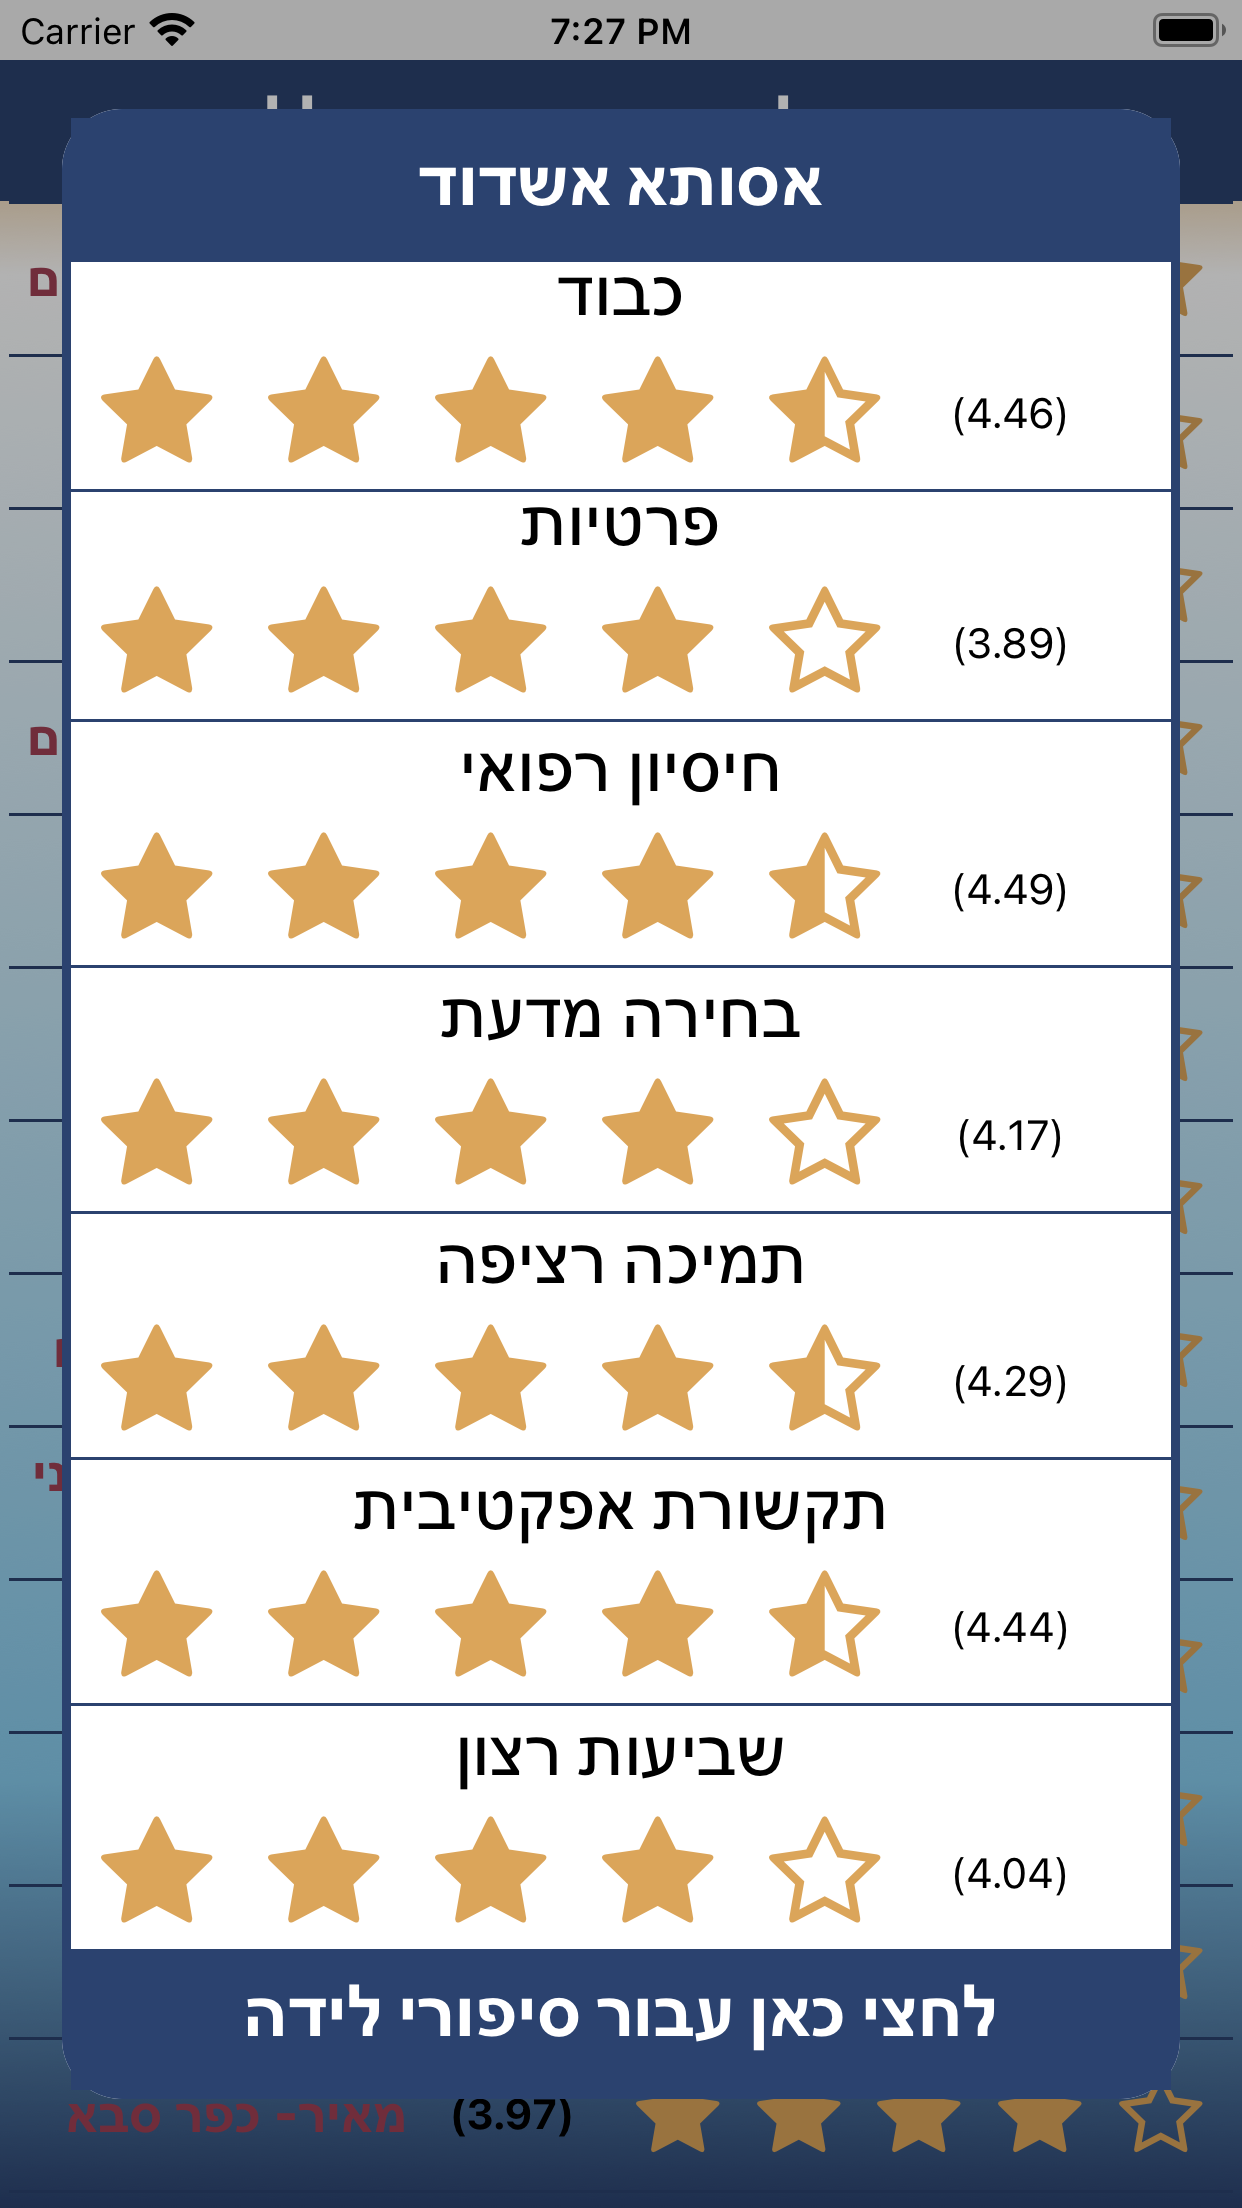 Carrier 7:27 PM
אסותא אשדוד
כבוד
(4.46)
פרטיות
(3.89)
חיסיון רפואי
(4.49)
בחירה מדעת
(4.17)
תמיכה רציפה
(4.29)
תקשורת אפקטיבית
(4.44)
שביעות רצון
(4.04)
לחצי כאן עבור סיפורי לידה
מאיר- כפר סבא (3.97)